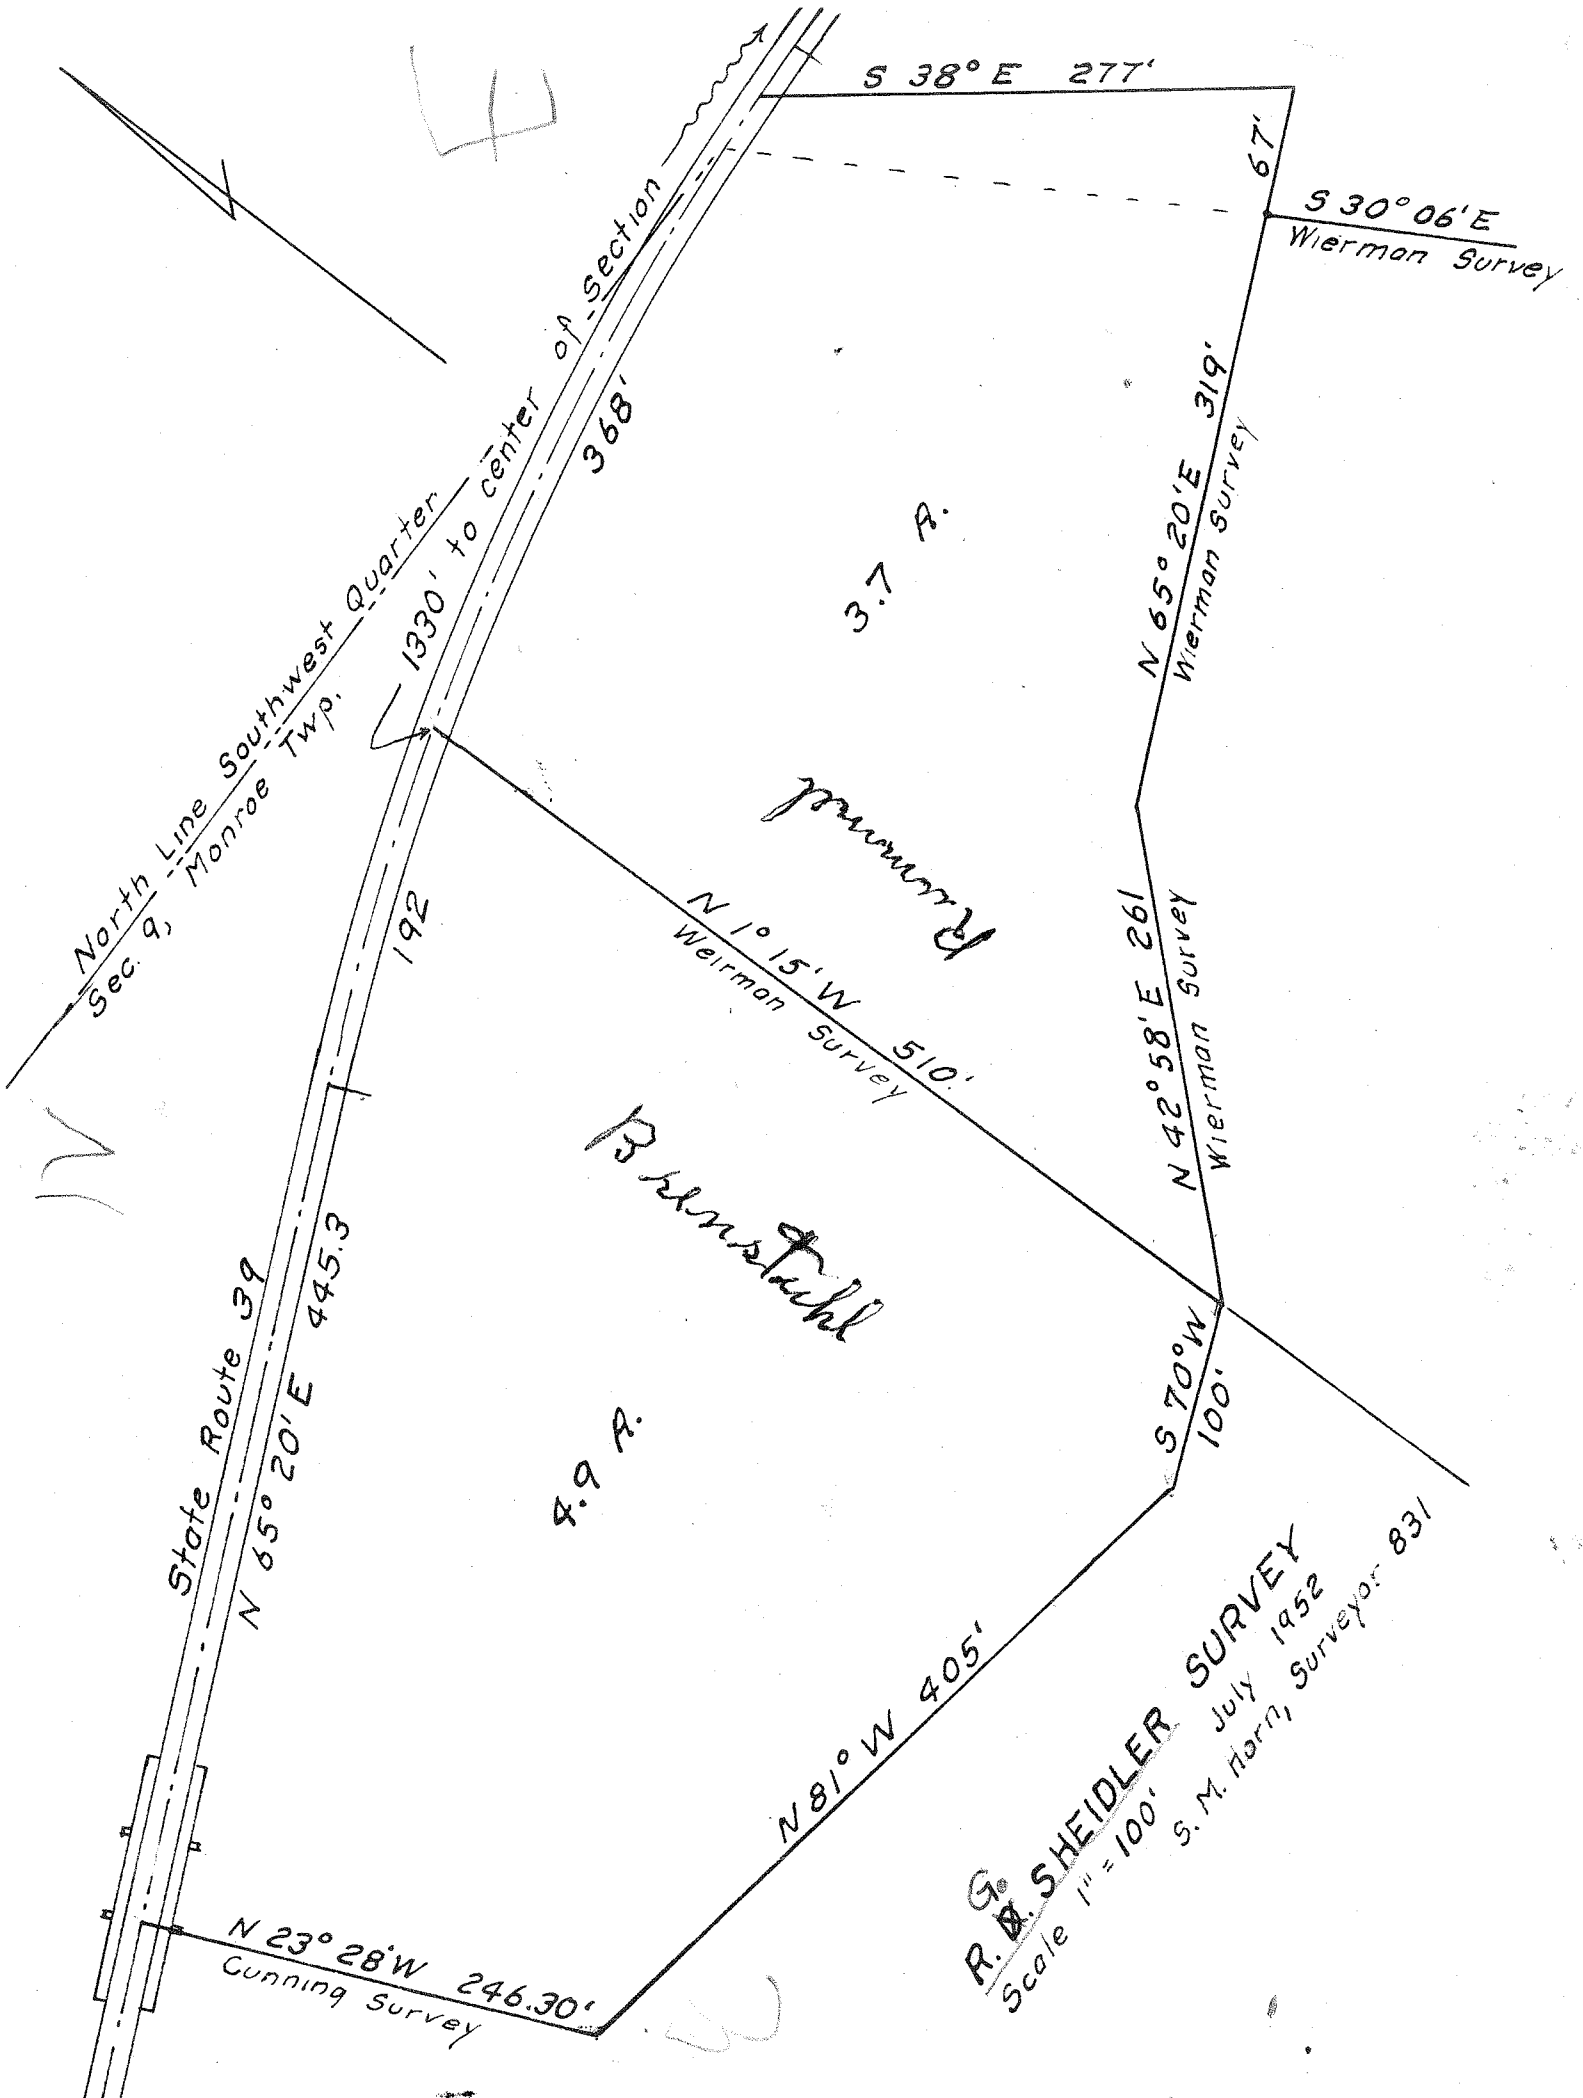 S 38° E 277'
67'
S 30° 06' E
Wierman Survey
N 65° 20' E 319'
Wierman Survey
368'
3.7 A.
North Line Southwest Quarter
Sec. 9, Monroe Twp.
1330' to center of section
192
N 1° 15' W 510'
Weirman Survey
N 42° 58' E 261
Wierman Survey
State Route 39
N 65° 20' E 445.3
4.9 A.
S 70° W
100'
N 81° W 405'
N 23° 28' W 246.30'
Gunning Survey
G.
R. SHEIDLER SURVEY
Scale 1" = 100' July 1952
S. M. Horn, Surveyor 831
E
N
W